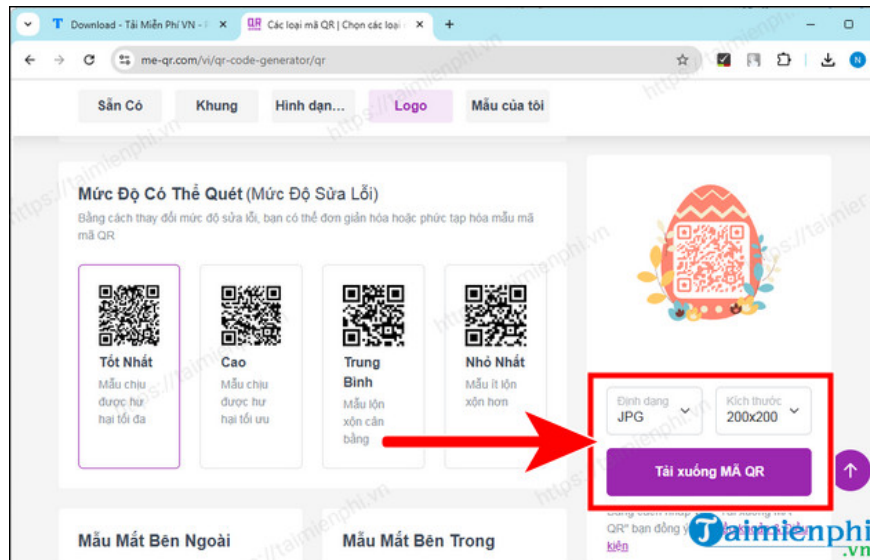 Download - Tải Miễn Phí VN - P
Các loại mã QR | Chọn các loại
me-qr.com/vi/qr-code-generator/qr
N
Sẵn Có
Khung
Hình dạn...
Logo
Mẫu của tôi
Mức Độ Có Thể Quét (Mức Độ Sửa Lỗi)
Bằng cách thay đổi mức độ sửa lỗi, bạn có thể đơn giản hóa hoặc phức tạp hóa mẫu mã
mã QR
Tốt Nhất
Mẫu chịu
được hư
hại tối đa
Cao
Mẫu chịu
được hư
hại tối ưu
Trung
Bình
Mẫu lộn
xộn cân
bằng
Nhỏ Nhất
Mẫu ít lộn
xộn hơn
Định dạng
JPG
Kích thước
200x200
Tải xuống MÃ QR
QR" bạn đồng ý
kiện
Mẫu Mắt Bên Ngoài
Mẫu Mắt Bên Trong
Taimienphi
.vn
https://taimienphi.vn